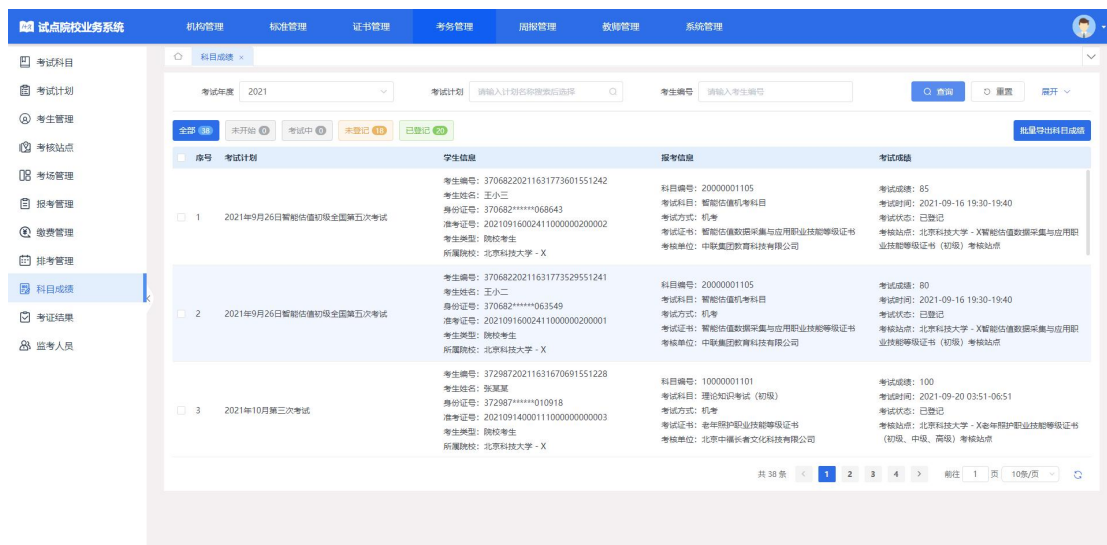 试点院校业务系统
机构管理
标准管理
证书管理
考务管理
周报管理
教师管理
系统管理
考试科目
考试计划
考生管理
考核站点
考场管理
报考管理
缴费管理
排考管理
科目成绩
考证结果
监考人员
科目成绩 ×
考试年度 2021
考试计划 请输入计划名称搜索后选择
考生编号 请输入考生编号
查询
重置
展开
全部 38
未开始 0
考试中 0
未登记 18
已登记 20
批量导出科目成绩
序号 考试计划 学生信息 报考信息 考试成绩
1
2021年9月26日智能估值初级全国第五次考试
考生编号：37068220211631773601551242
考生姓名：王小三
身份证号：370682******068643
准考证号：20210916002411000000200002
考生类型：院校考生
所属院校：北京科技大学 - X
科目编号：20000001105
考试科目：智能估值机考科目
考试方式：机考
考试证书：智能估值数据采集与应用职业技能等级证书
考核单位：中联集团教育科技有限公司
考试成绩：85
考试时间：2021-09-16 19:30-19:40
考试状态：已登记
考核站点：北京科技大学 - X智能估值数据采集与应用职
业技能等级证书（初级）考核站点
2
2021年9月26日智能估值初级全国第五次考试
考生编号：37068220211631773529551241
考生姓名：王小二
身份证号：370682******063549
准考证号：20210916002411000000200001
考生类型：院校考生
所属院校：北京科技大学 - X
科目编号：20000001105
考试科目：智能估值机考科目
考试方式：机考
考试证书：智能估值数据采集与应用职业技能等级证书
考核单位：中联集团教育科技有限公司
考试成绩：80
考试时间：2021-09-16 19:30-19:40
考试状态：已登记
考核站点：北京科技大学 - X智能估值数据采集与应用职
业技能等级证书（初级）考核站点
3
2021年10月第三次考试
考生编号：37298720211631670691551228
考生姓名：张某某
身份证号：372987******010918
准考证号：20210914000111000000000003
考生类型：院校考生
所属院校：北京科技大学 - X
科目编号：10000001101
考试科目：理论知识考试（初级）
考试方式：机考
考试证书：老年照护职业技能等级证书
考核单位：北京中福长者文化科技有限公司
考试成绩：100
考试时间：2021-09-20 03:51-06:51
考试状态：已登记
考核站点：北京科技大学 - X老年照护职业技能等级证书
（初级、中级、高级）考核站点
共 38 条 < 1 2 3 4 > 前往 1 页 10条/页